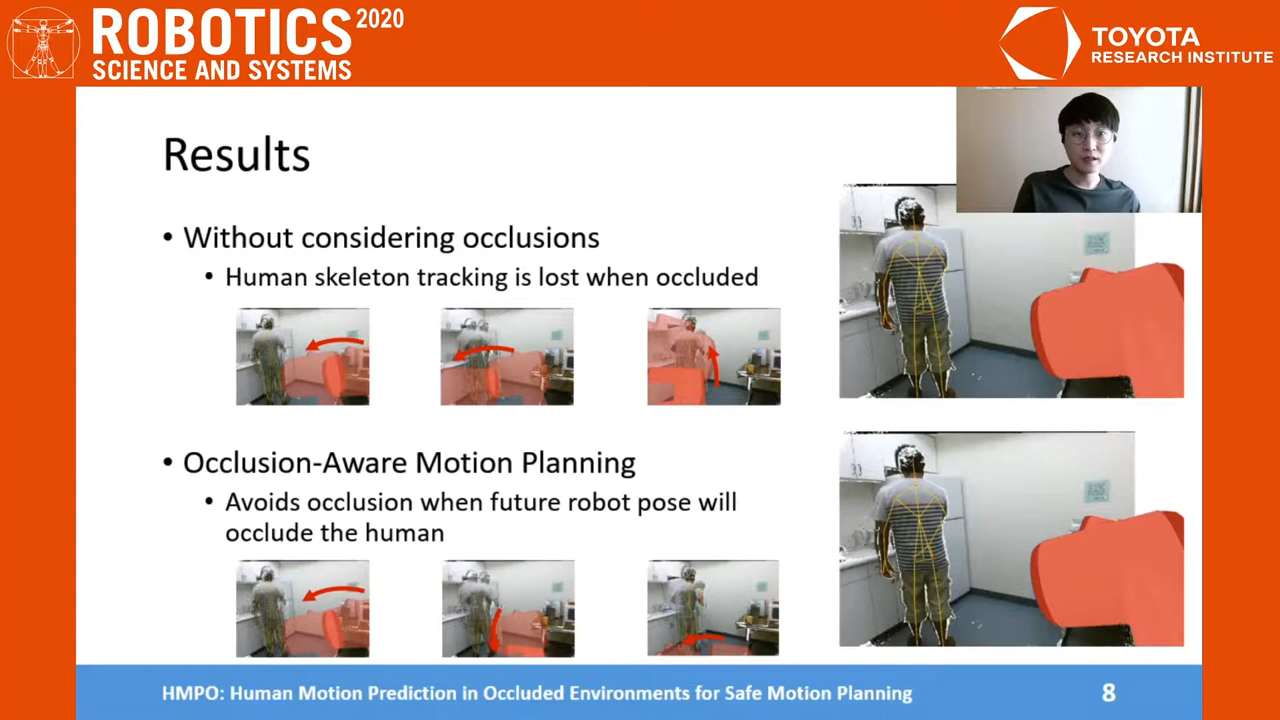 ROBOTICS 2020
SCIENCE AND SYSTEMS
TOYOTA
RESEARCH INSTITUTE
Results
• Without considering occlusions
• Human skeleton tracking is lost when occluded
• Occlusion-Aware Motion Planning
• Avoids occlusion when future robot pose will
occlude the human
HMPO: Human Motion Prediction in Occluded Environments for Safe Motion Planning
8